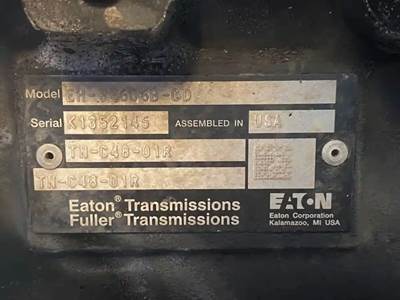 Model
Serial K1352145 ASSEMBLED IN USA
TN-C48-01R
TN-C48-01R
Eaton® Transmissions
Fuller® Transmissions
EATON
Eaton Corporation
Kalamazoo, MI USA